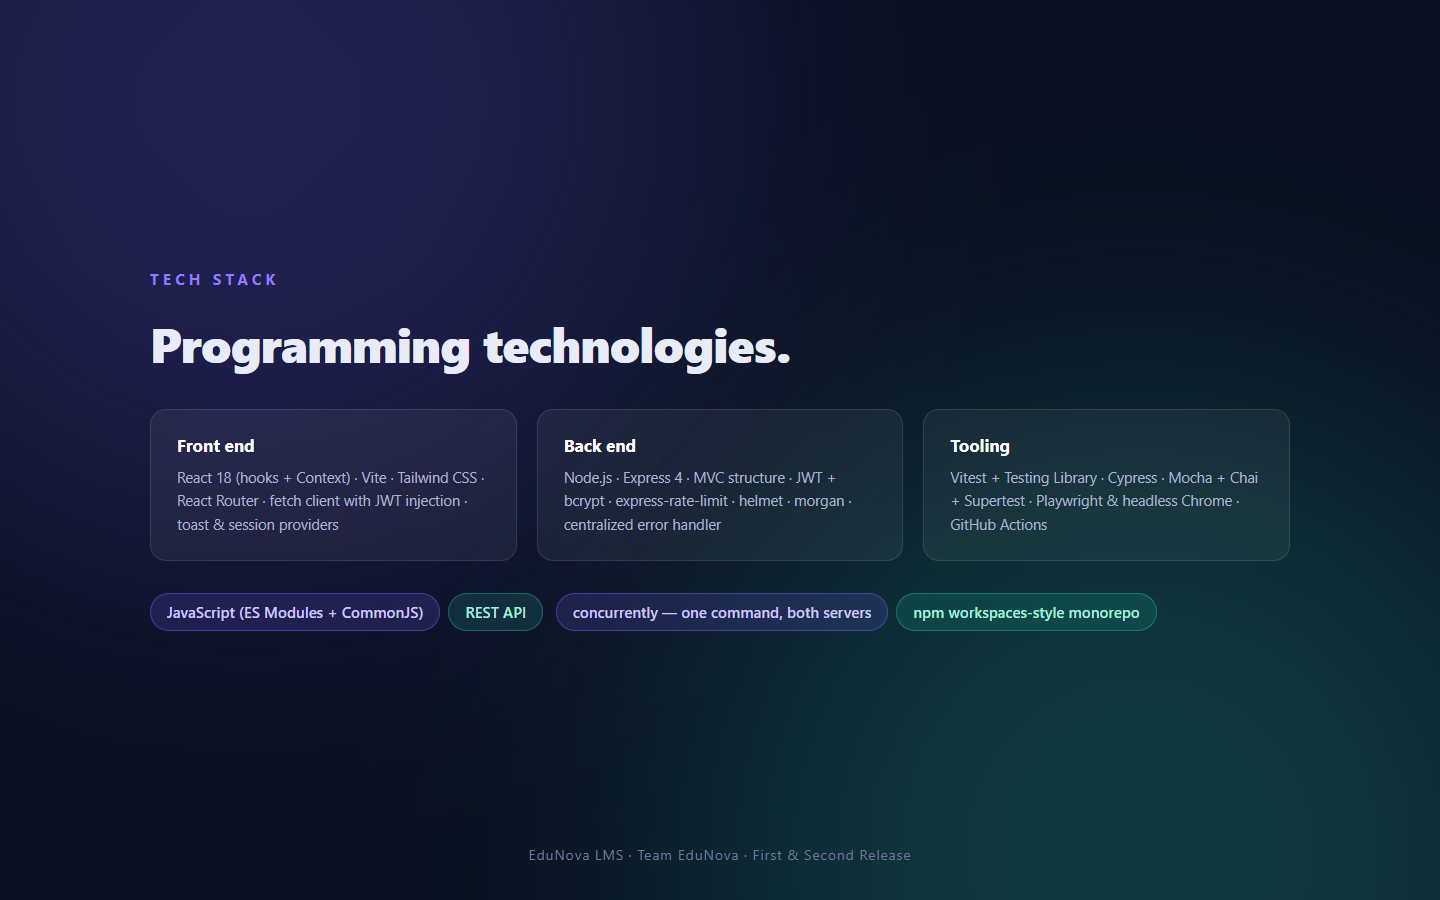 TECH STACK
Programming technologies.
Front end
React 18 (hooks + Context) · Vite · Tailwind CSS ·
React Router · fetch client with JWT injection ·
toast & session providers
Back end
Node.js · Express 4 · MVC structure · JWT +
bcrypt · express-rate-limit · helmet · morgan ·
centralized error handler
Tooling
Vitest + Testing Library · Cypress · Mocha + Chai
+ Supertest · Playwright & headless Chrome ·
GitHub Actions
JavaScript (ES Modules + CommonJS)
REST API
concurrently — one command, both servers
npm workspaces-style monorepo
EduNova LMS · Team EduNova · First & Second Release